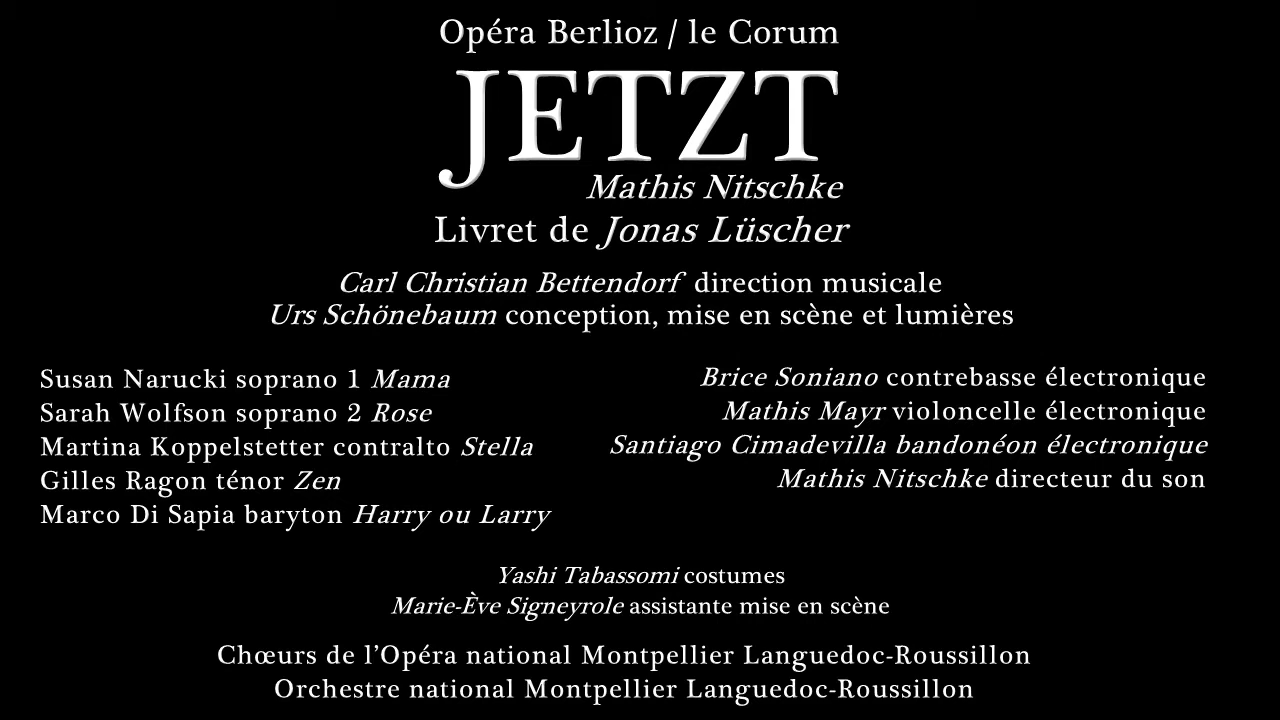 Opéra Berlioz / le Corum
JETZT
Mathis Nitschke
Livret de Jonas Lüscher
Carl Christian Bettendorf direction musicale
Urs Schönebaum conception, mise en scène et lumières
Susan Narucki soprano 1 Mama
Sarah Wolfson soprano 2 Rose
Martina Koppelstetter contralto Stella
Gilles Ragon ténor Zen
Marco Di Sapia baryton Harry ou Larry
Brice Soniano contrebasse électronique
Mathis Mayr violoncelle électronique
Santiago Cimadevilla bandonéon électronique
Mathis Nitschke directeur du son
Yashi Tabassomi costumes
Marie-Ève Signeyrole assistante mise en scène
Chœurs de l’Opéra national Montpellier Languedoc-Roussillon
Orchestre national Montpellier Languedoc-Roussillon